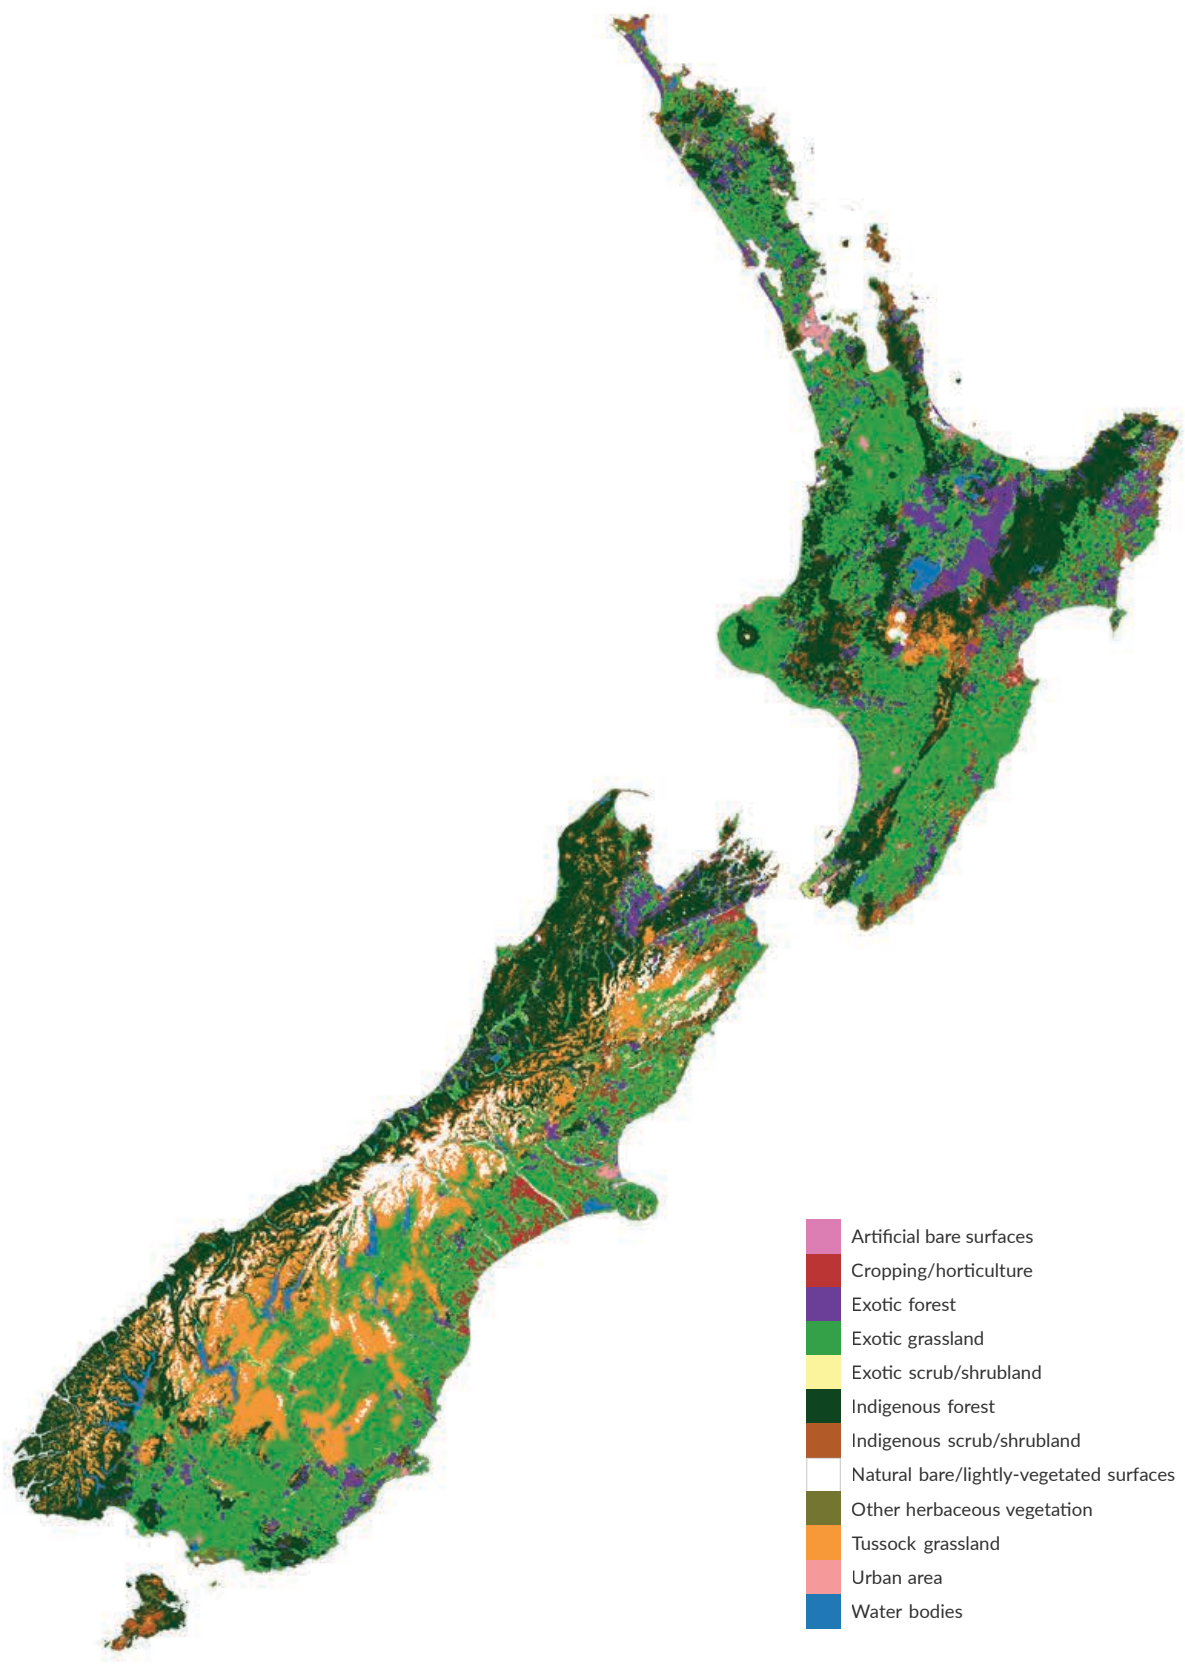 Artificial bare surfaces
Cropping/horticulture
Exotic forest
Exotic grassland
Exotic scrub/shrubland
Indigenous forest
Indigenous scrub/shrubland
Natural bare/lightly-vegetated surfaces
Other herbaceous vegetation
Tussock grassland
Urban area
Water bodies